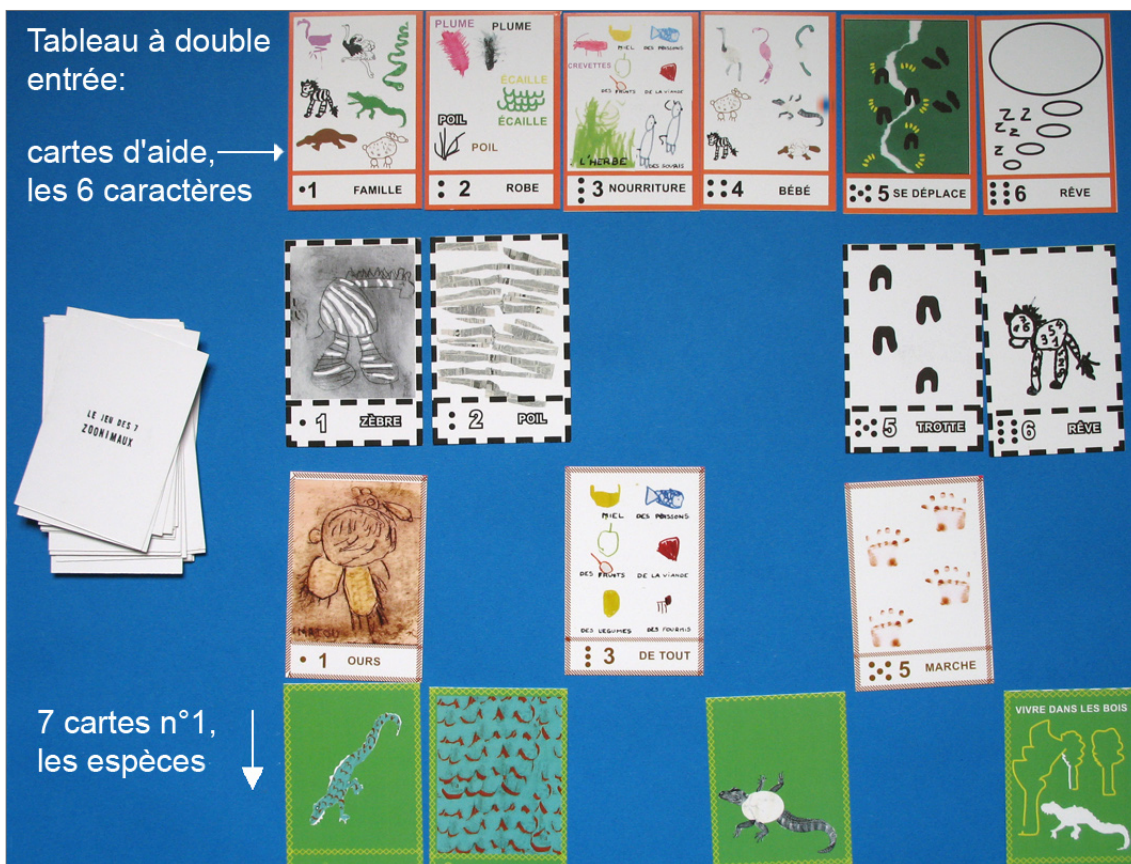 Tableau à double
entrée:
cartes d'aide,
les 6 caractères
PLUME PLUME
ÉCAILLE
ÉCAILLE
POIL
POIL
MIEL DES POISSONS
CREVETTES
DES FRUITS DE LA VIANDE
L'HERBE DES SOURIS
1 FAMILLE
2 ROBE
3 NOURRITURE
4 BÉBÉ
5 SE DÉPLACE
z z
z z
z
6 RÊVE
LE JEU DES 7
ZOONIMAUX
1 ZÈBRE
2 POIL
5 TROTTE
6 RÊVE
MIEL DES POISSONS
DES FRUITS DE LA VIANDE
DES LEGUMES DES FOURMIS
1 OURS
3 DE TOUT
5 MARCHE
7 cartes n°1,
les espèces
VIVRE DANS LES BOIS